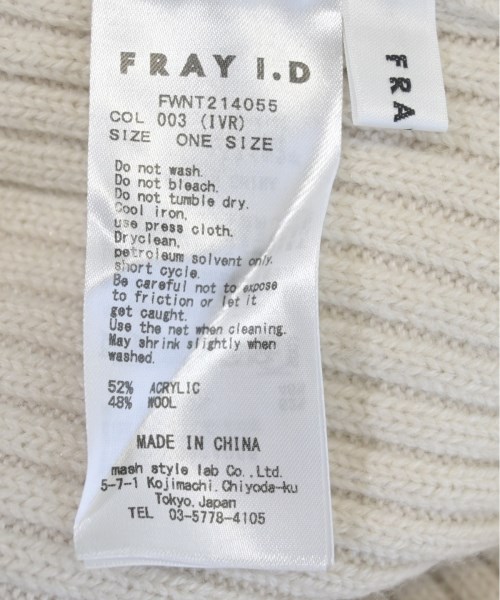 FRAY I.D
FRA
FWNT214055
COL 003 (IVR)
SIZE ONE SIZE
Do not wash.
Do not bleach.
Do not tumble dry.
Cool iron,
use press cloth.
Dryclean,
petroleum solvent only,
short cycle.
Be careful not to expose
to friction or let it
get caught.
Use the net when cleaning.
May shrink slightly when
washed.
52% ACRYLIC
48% WOOL
MADE IN CHINA
mash style lab Co.,Ltd.
5-7-1 Kojimachi,Chiyoda-ku
Tokyo,Japan
TEL 03-5778-4105